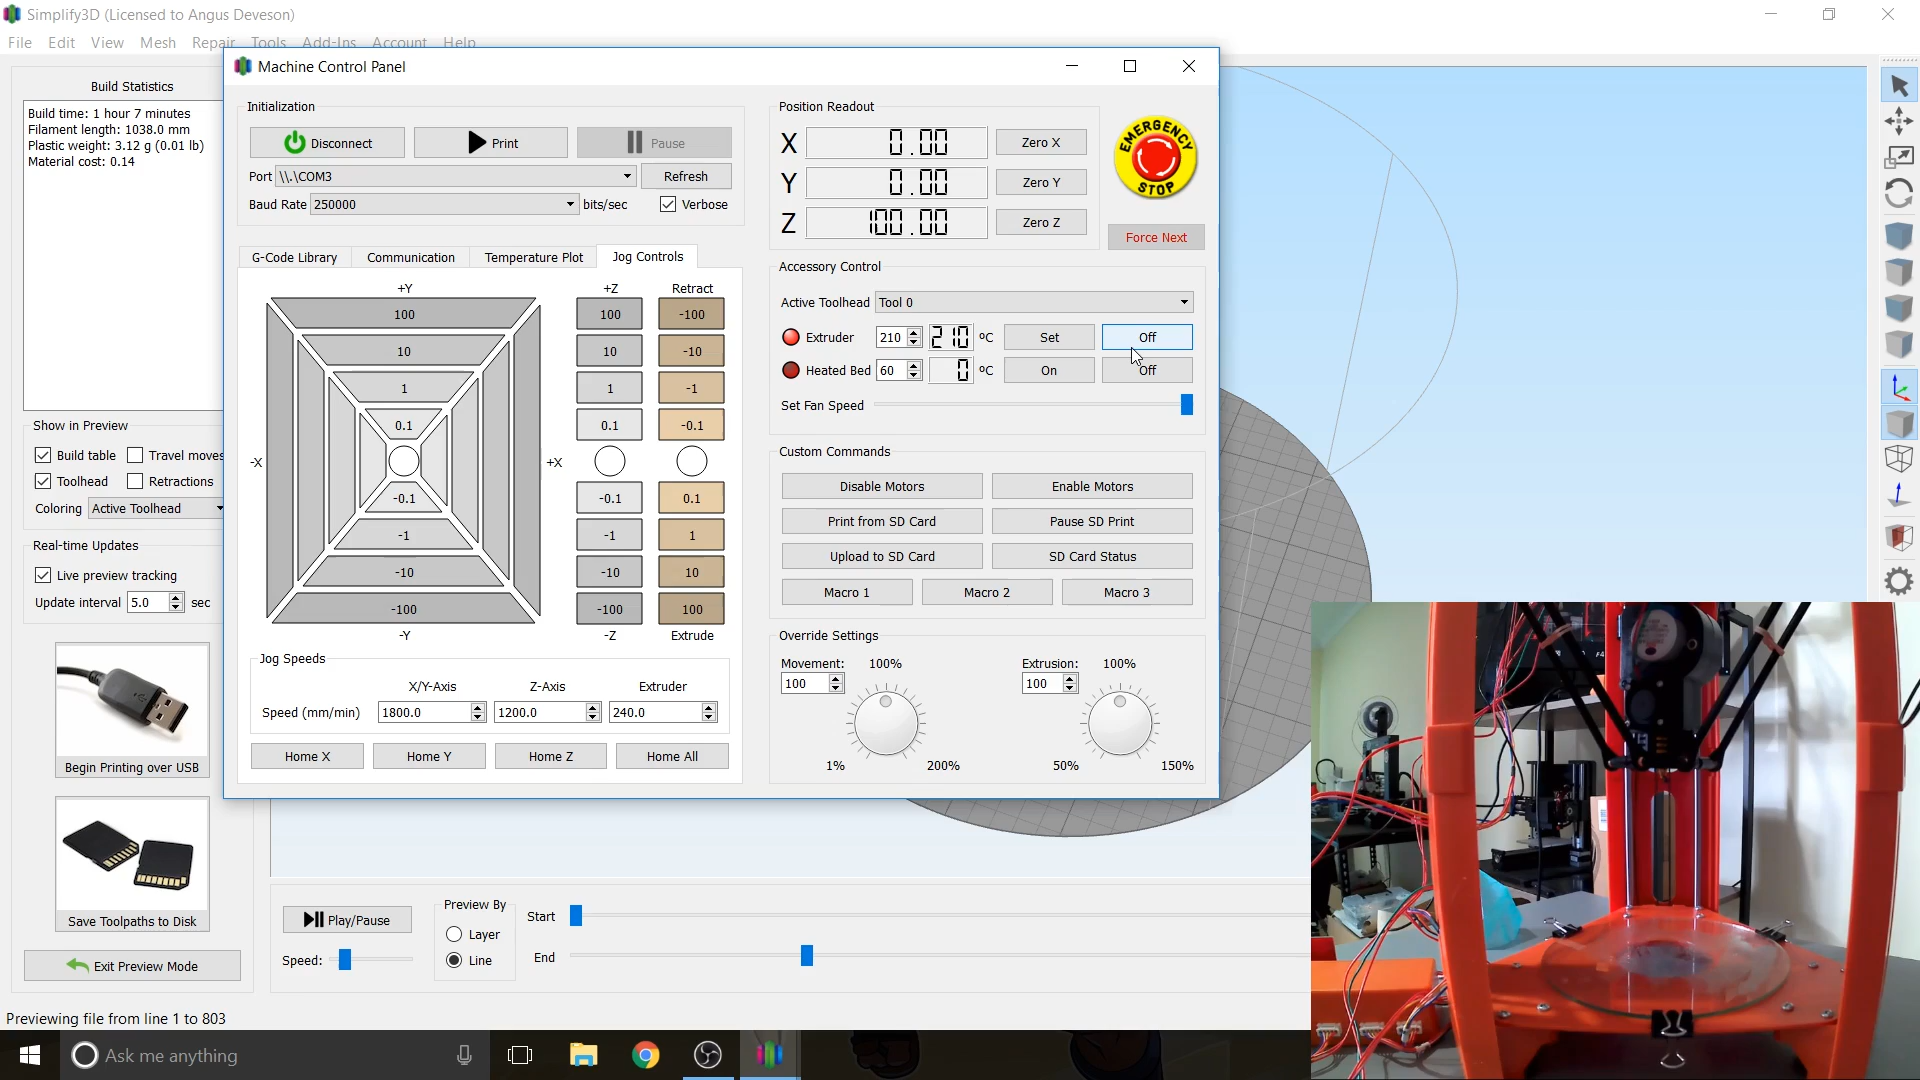 Simplify3D (Licensed to Angus Deveson)
File Edit View Mesh Repair Tools Add-Ins Account Help
Build Statistics
Build time: 1 hour 7 minutes
Filament length: 1038.0 mm
Plastic weight: 3.12 g (0.01 lb)
Material cost: 0.14
Show in Preview
Build table Travel moves
Toolhead Retractions
Coloring Active Toolhead
Real-time Updates
Live preview tracking
Update interval 5.0 sec
Begin Printing over USB
Save Toolpaths to Disk
Exit Preview Mode
Previewing file from line 1 to 803
Machine Control Panel
Initialization
Disconnect Print Pause
Port \\.\COM3 Refresh
Baud Rate 250000 bits/sec Verbose
G-Code Library Communication Temperature Plot Jog Controls
+Y +Z Retract
100 100 -100
10 10 -10
1 1 -1
0.1 0.1 -0.1
-X +X
-0.1 -0.1 0.1
-1 -1 1
-10 -10 10
-100 -100 100
-Y -Z Extrude
Jog Speeds
X/Y-Axis Z-Axis Extruder
Speed (mm/min) 1800.0 1200.0 240.0
Home X Home Y Home Z Home All
Position Readout
X 0.00 Zero X
Y 0.00 Zero Y
Z 100.00 Zero Z
EMERGENCY
STOP
Force Next
Accessory Control
Active Toolhead Tool 0
Extruder 210 210 ºC Set Off
Heated Bed 60 0 ºC On Off
Set Fan Speed
Custom Commands
Disable Motors Enable Motors
Print from SD Card Pause SD Print
Upload to SD Card SD Card Status
Macro 1 Macro 2 Macro 3
Override Settings
Movement: 100% Extrusion: 100%
100 100
1% 200% 50% 150%
Play/Pause
Speed:
Preview By
Layer
Line
Start
End
Ask me anything